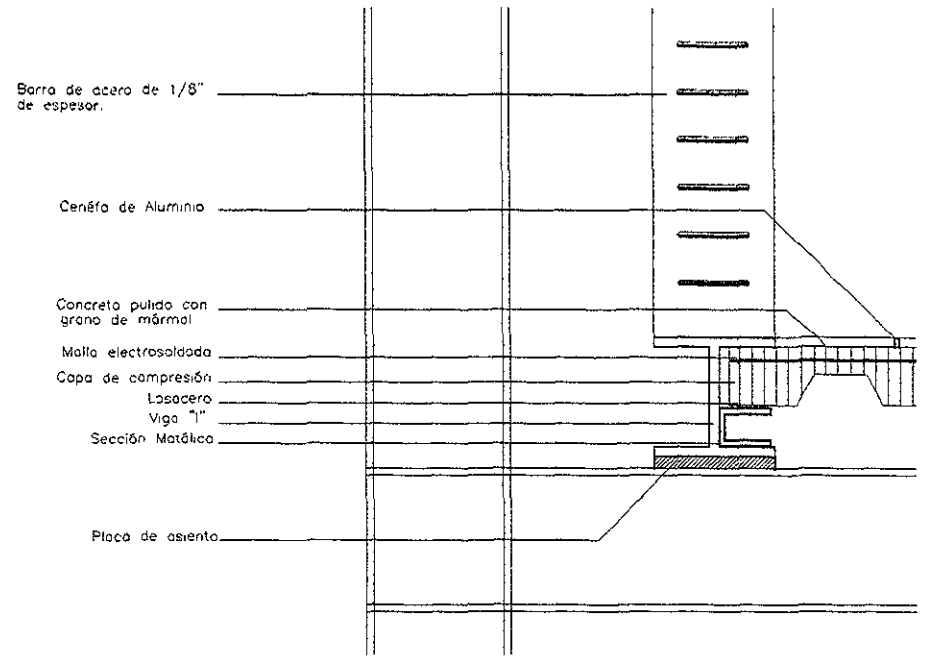 Barra de acero de 1/8"
de espesor.
Cenéfa de Aluminio
Concreto pulido con
grano de mármol
Malla electrosoldada
Capa de compresión
Losacero
Viga "I"
Sección Metálica
Placa de asiento